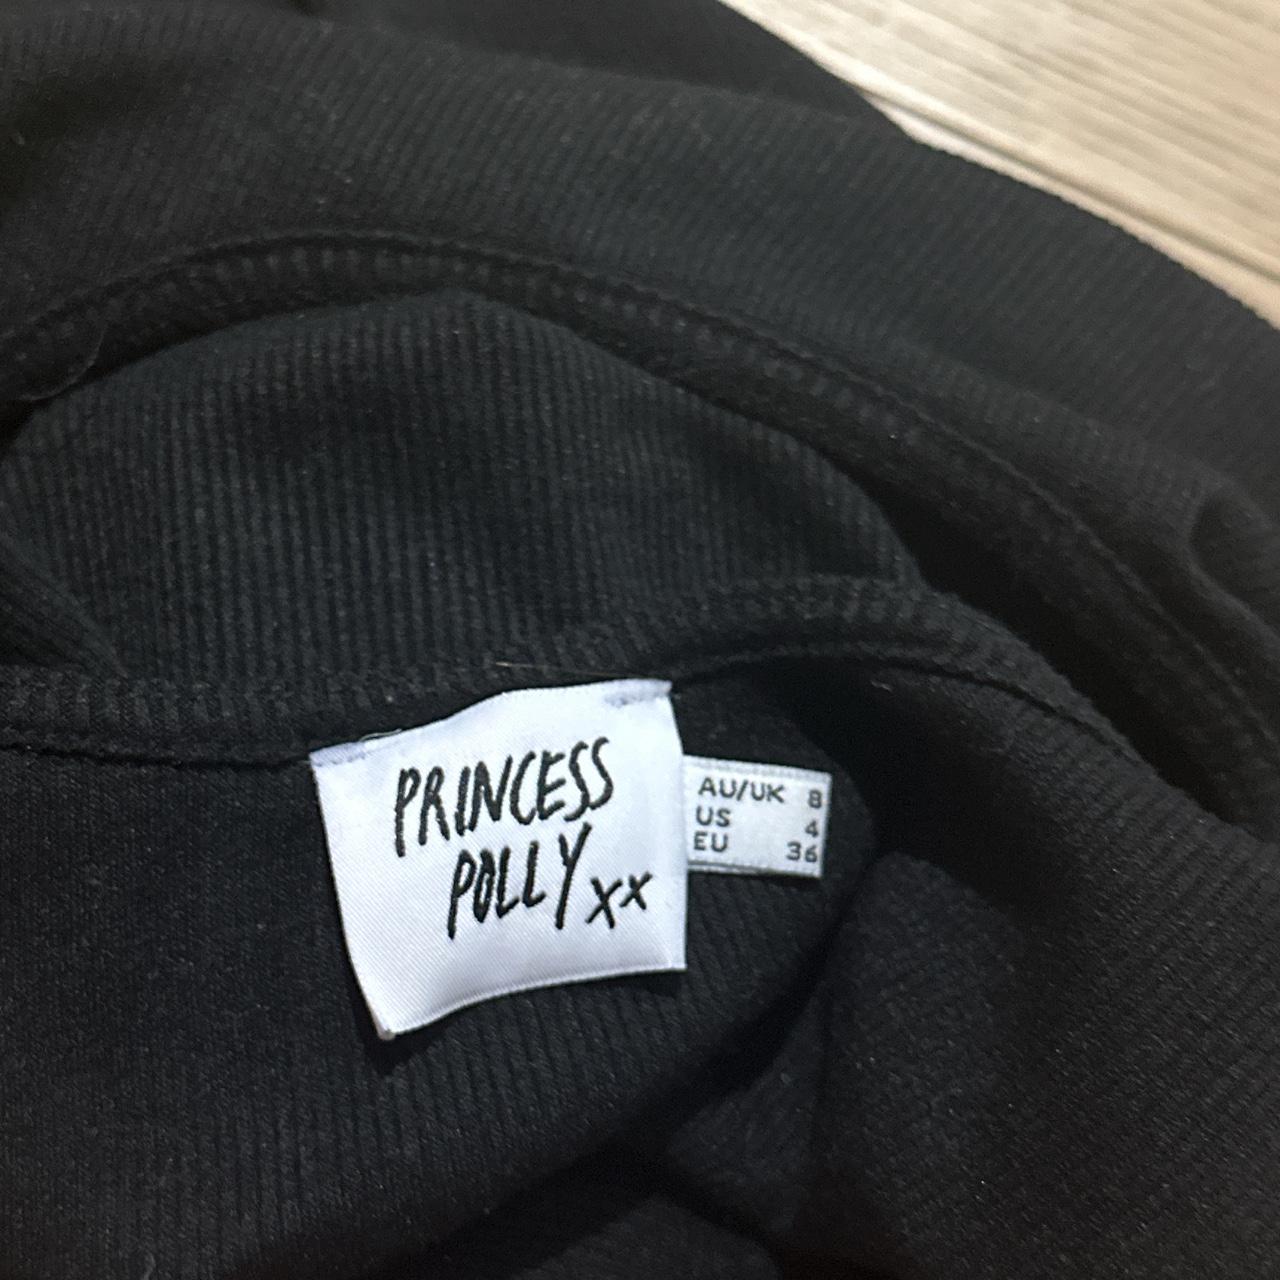 PRINCESS
POLLY xx
AU/UK 8
US 4
EU 36